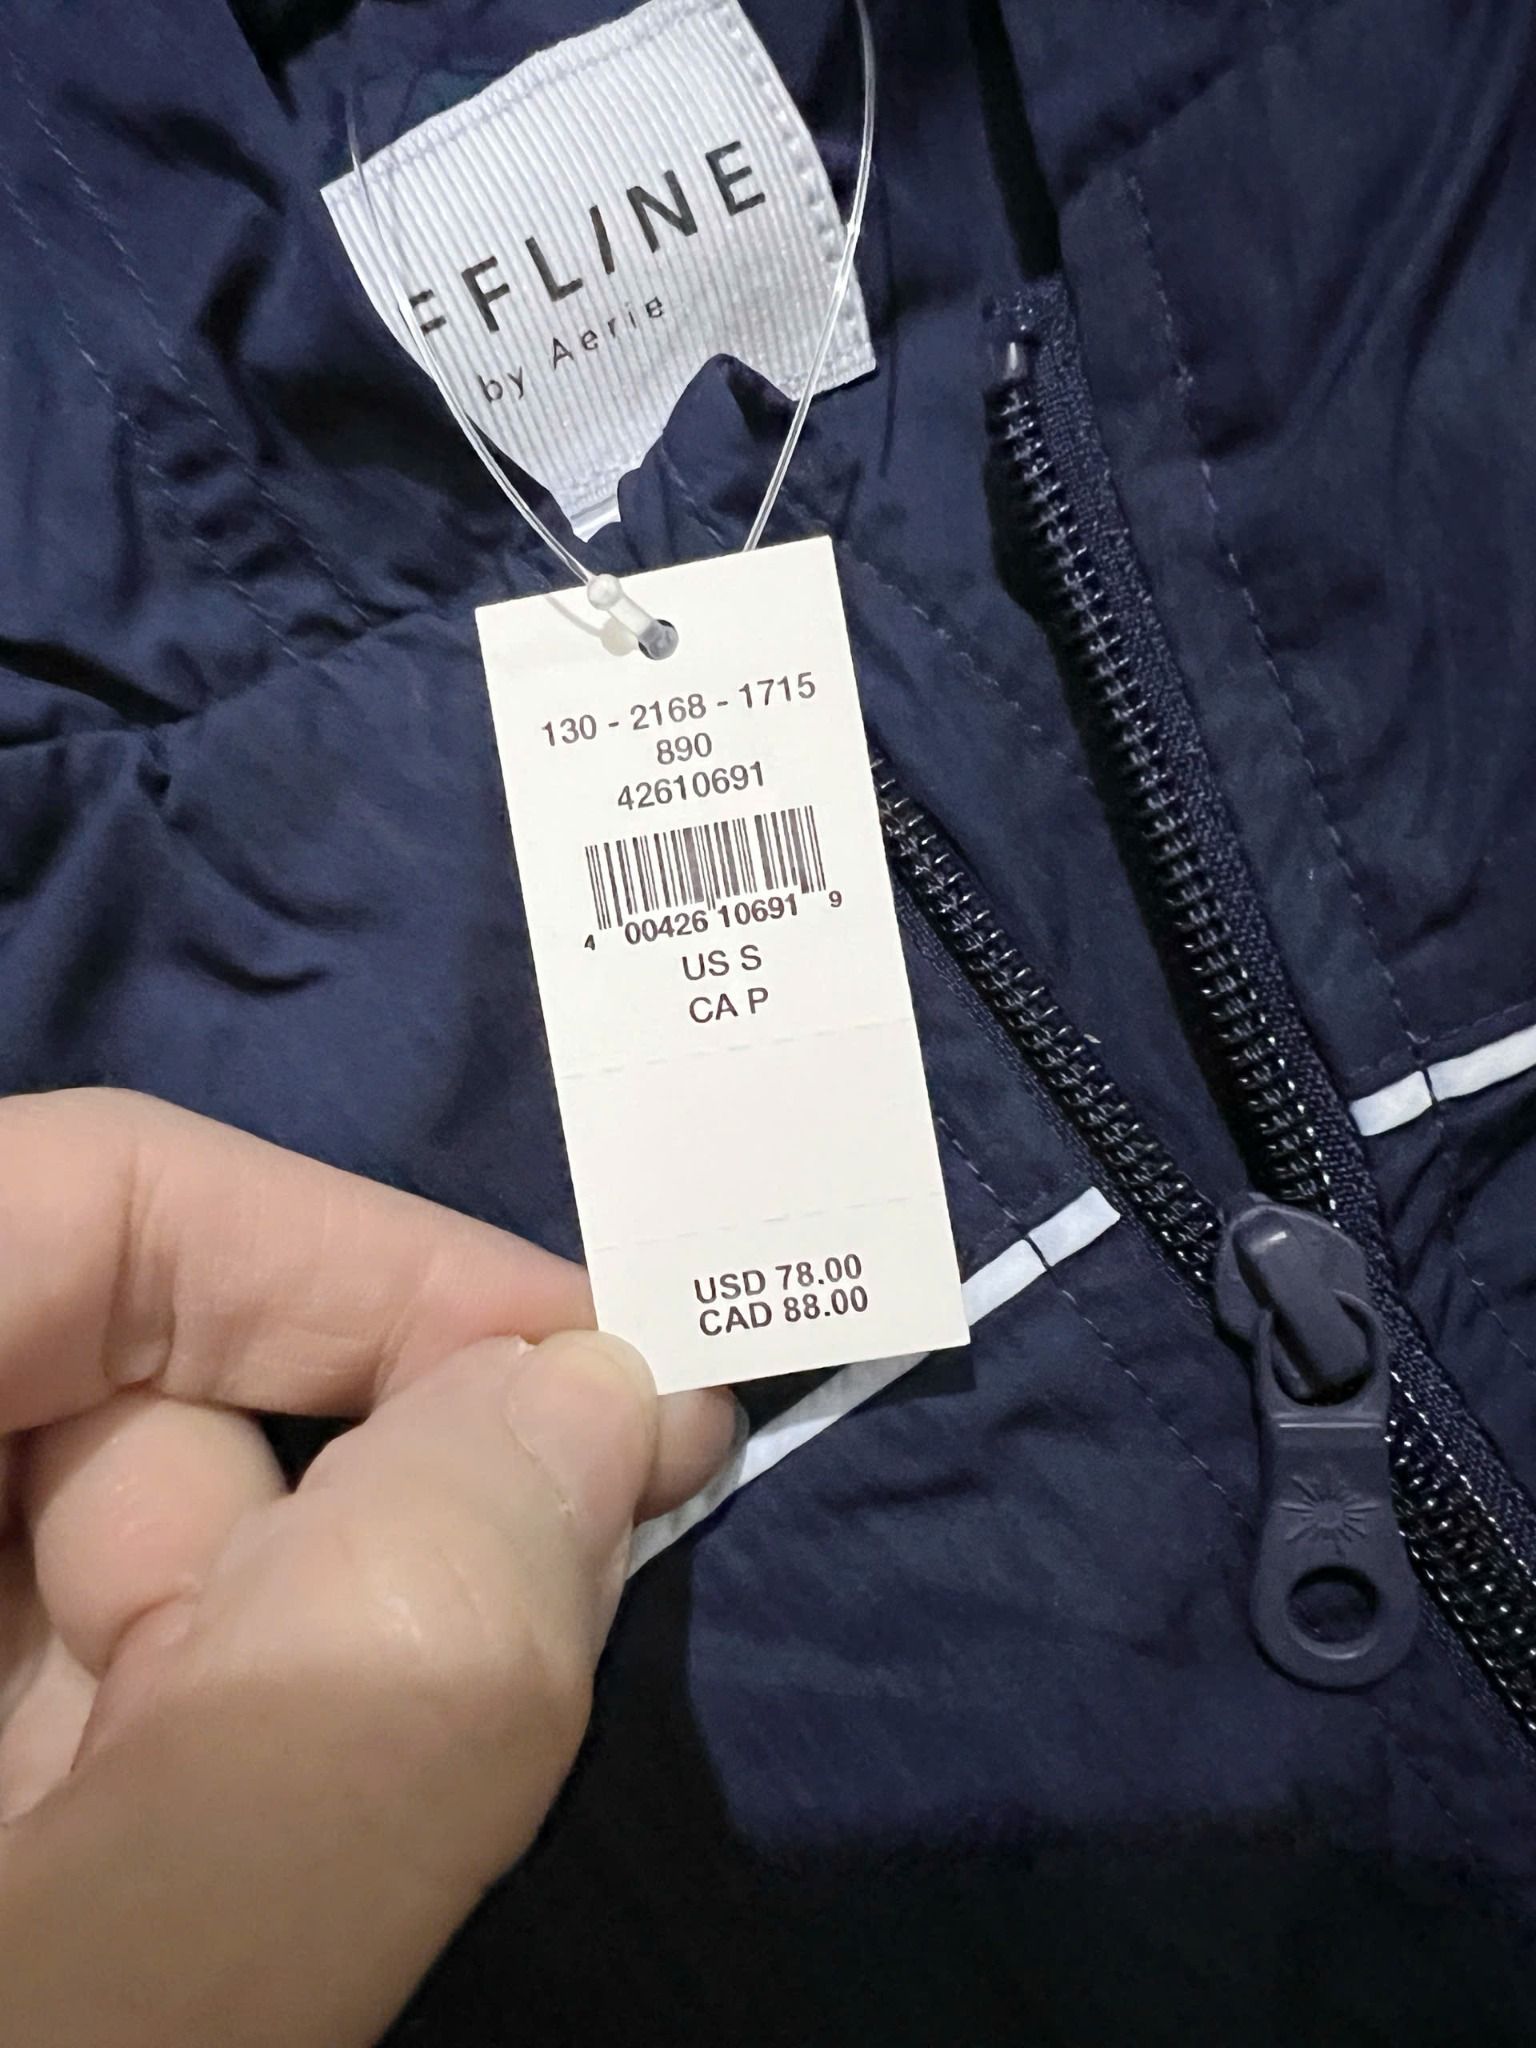 FFLINE
by Aerie
130 - 2168 - 1715
890
42610691
4 00426 10691 9
US S
CA P
USD 78.00
CAD 88.00